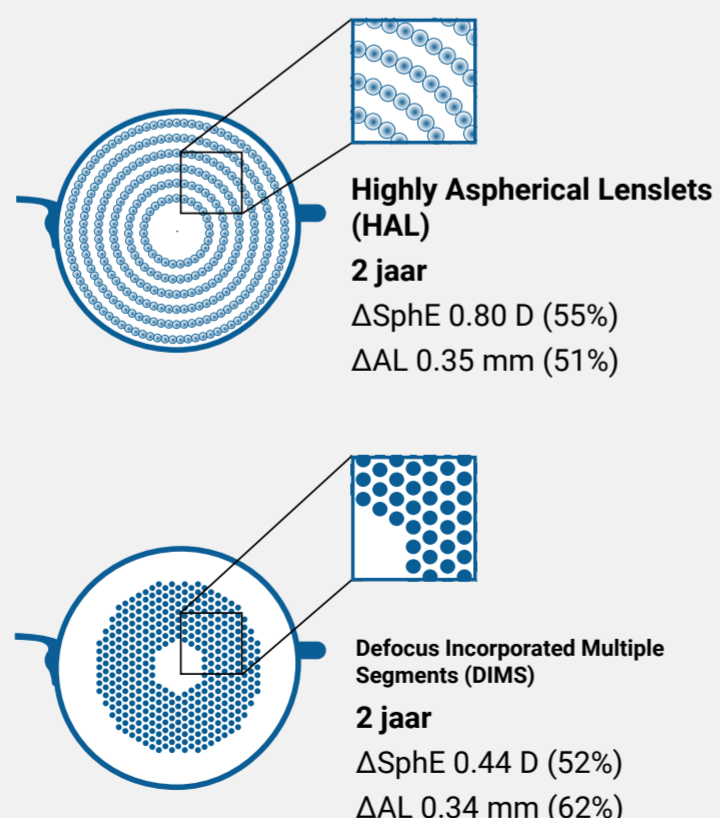 Highly Aspherical Lenslets
(HAL)
2 jaar
ΔSphE 0.80 D (55%)
ΔAL 0.35 mm (51%)
Defocus Incorporated Multiple
Segments (DIMS)
2 jaar
ΔSphE 0.44 D (52%)
ΔAL 0.34 mm (62%)